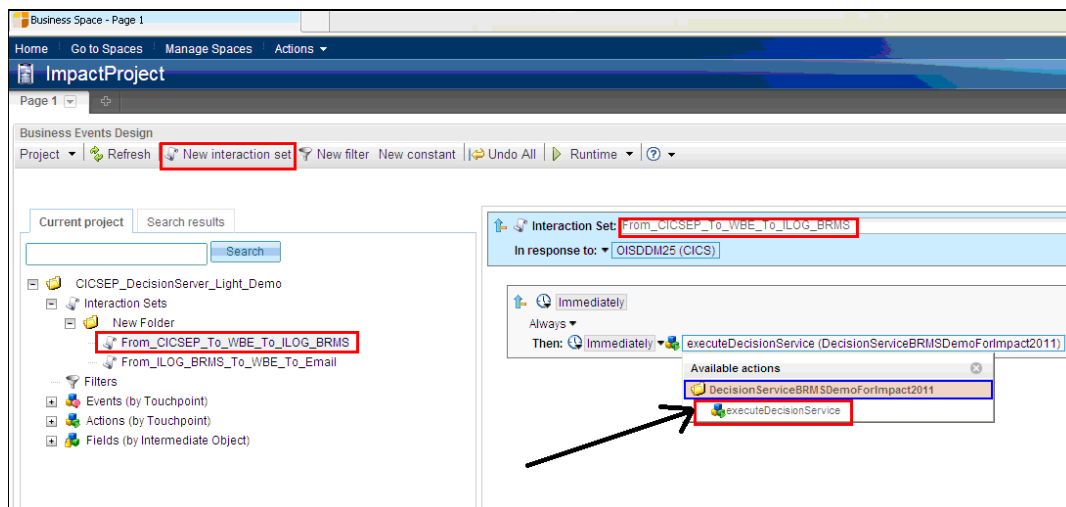 Business Space - Page 1
Home Go to Spaces Manage Spaces Actions
ImpactProject
Page 1
Business Events Design
Project Refresh New interaction set New filter New constant Undo All Runtime ?
Current project Search results
Search
CICSEP_DecisionServer_Light_Demo
Interaction Sets
New Folder
From_CICSEP_To_WBE_To_ILOG_BRMS
From_ILOG_BRMS_To_WBE_To_Email
Filters
Events (by Touchpoint)
Actions (by Touchpoint)
Fields (by Intermediate Object)
Interaction Set: From_CICSEP_To_WBE_To_ILOG_BRMS
In response to: OISDDM25 (CICS)
Immediately
Always
Then: Immediately executeDecisionService (DecisionServiceBRMSDemoForImpact2011)
Available actions
DecisionServiceBRMSDemoForImpact2011
executeDecisionService